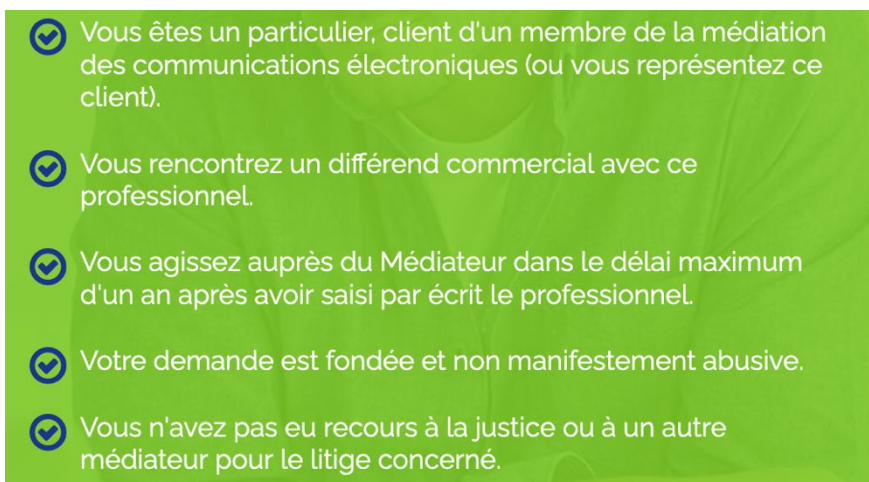 Vous êtes un particulier, client d'un membre de la médiation
des communications électroniques (ou vous représentez ce
client).
Vous rencontrez un différend commercial avec ce
professionnel.
Vous agissez auprès du Médiateur dans le délai maximum
d'un an après avoir saisi par écrit le professionnel.
Votre demande est fondée et non manifestement abusive.
Vous n'avez pas eu recours à la justice ou à un autre
médiateur pour le litige concerné.